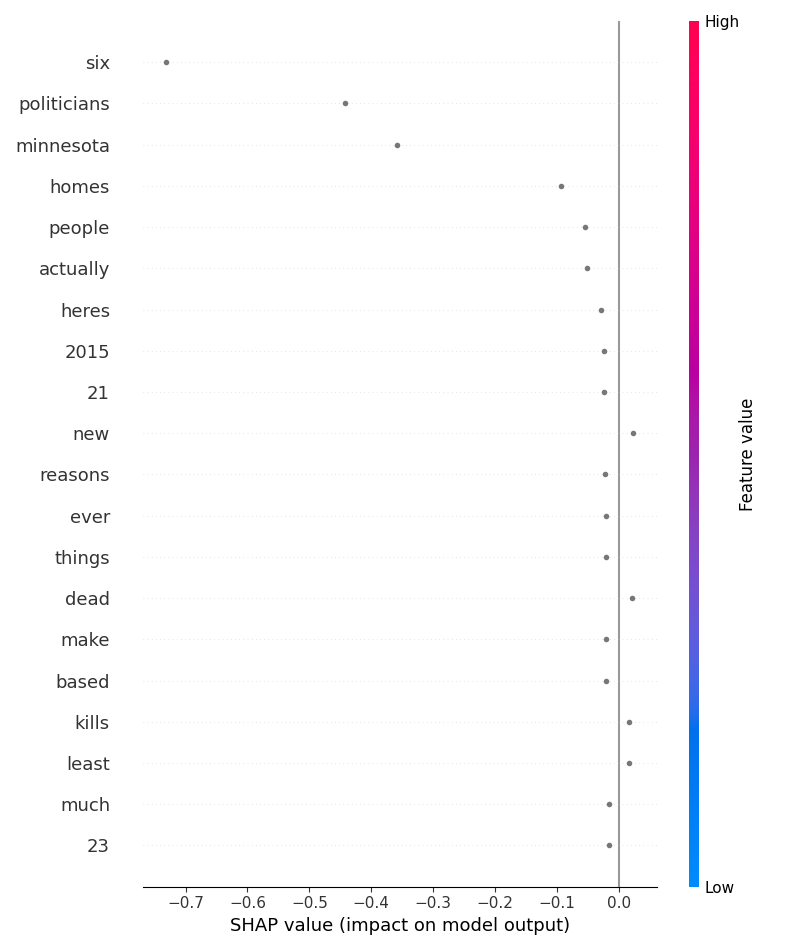 High
six
politicians
minnesota
homes
people
actually
heres
2015
21
new
reasons
ever
things
dead
make
based
kills
least
much
23
Feature value
Low
−0.7 −0.6 −0.5 −0.4 −0.3 −0.2 −0.1 0.0
SHAP value (impact on model output)